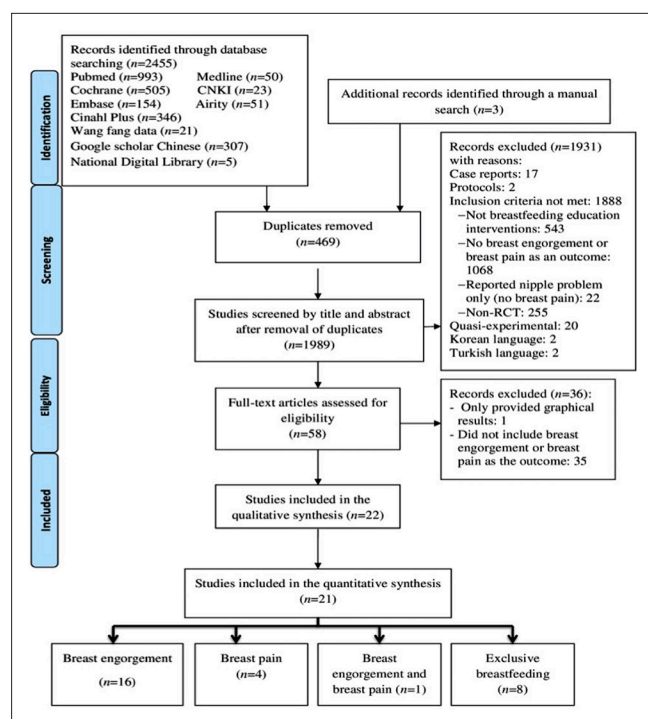 Records identified through database
searching (n=2455)
Pubmed (n=993) Medline (n=50)
Cochrane (n=505) CNKI (n=23)
Embase (n=154) Airity (n=51)
Cinahl Plus (n=346)
Wang fang data (n=21)
Google scholar Chinese (n=307)
National Digital Library (n=5)
Additional records identified through a manual
search (n=3)
Identification
Records excluded (n=1931)
with reasons:
Case reports: 17
Protocols: 2
Inclusion criteria not met: 1888
–Not breastfeeding education
interventions: 543
–No breast engorgement or
breast pain as an outcome:
1068
–Reported nipple problem
only (no breast pain): 22
–Non-RCT: 255
Quasi-experimental: 20
Korean language: 2
Turkish language: 2
Screening
Duplicates removed
(n=469)
Studies screened by title and abstract
after removal of duplicates
(n=1989)
Eligibility
Full-text articles assessed for
eligibility
(n=58)
Records excluded (n=36):
- Only provided graphical
results: 1
- Did not include breast
engorgement or breast
pain as the outcome: 35
Included
Studies included in the
qualitative synthesis (n=22)
Studies included in the quantitative synthesis
(n=21)
Breast engorgement
(n=16)
Breast pain
(n=4)
Breast
engorgement and
breast pain (n=1)
Exclusive
breastfeeding
(n=8)